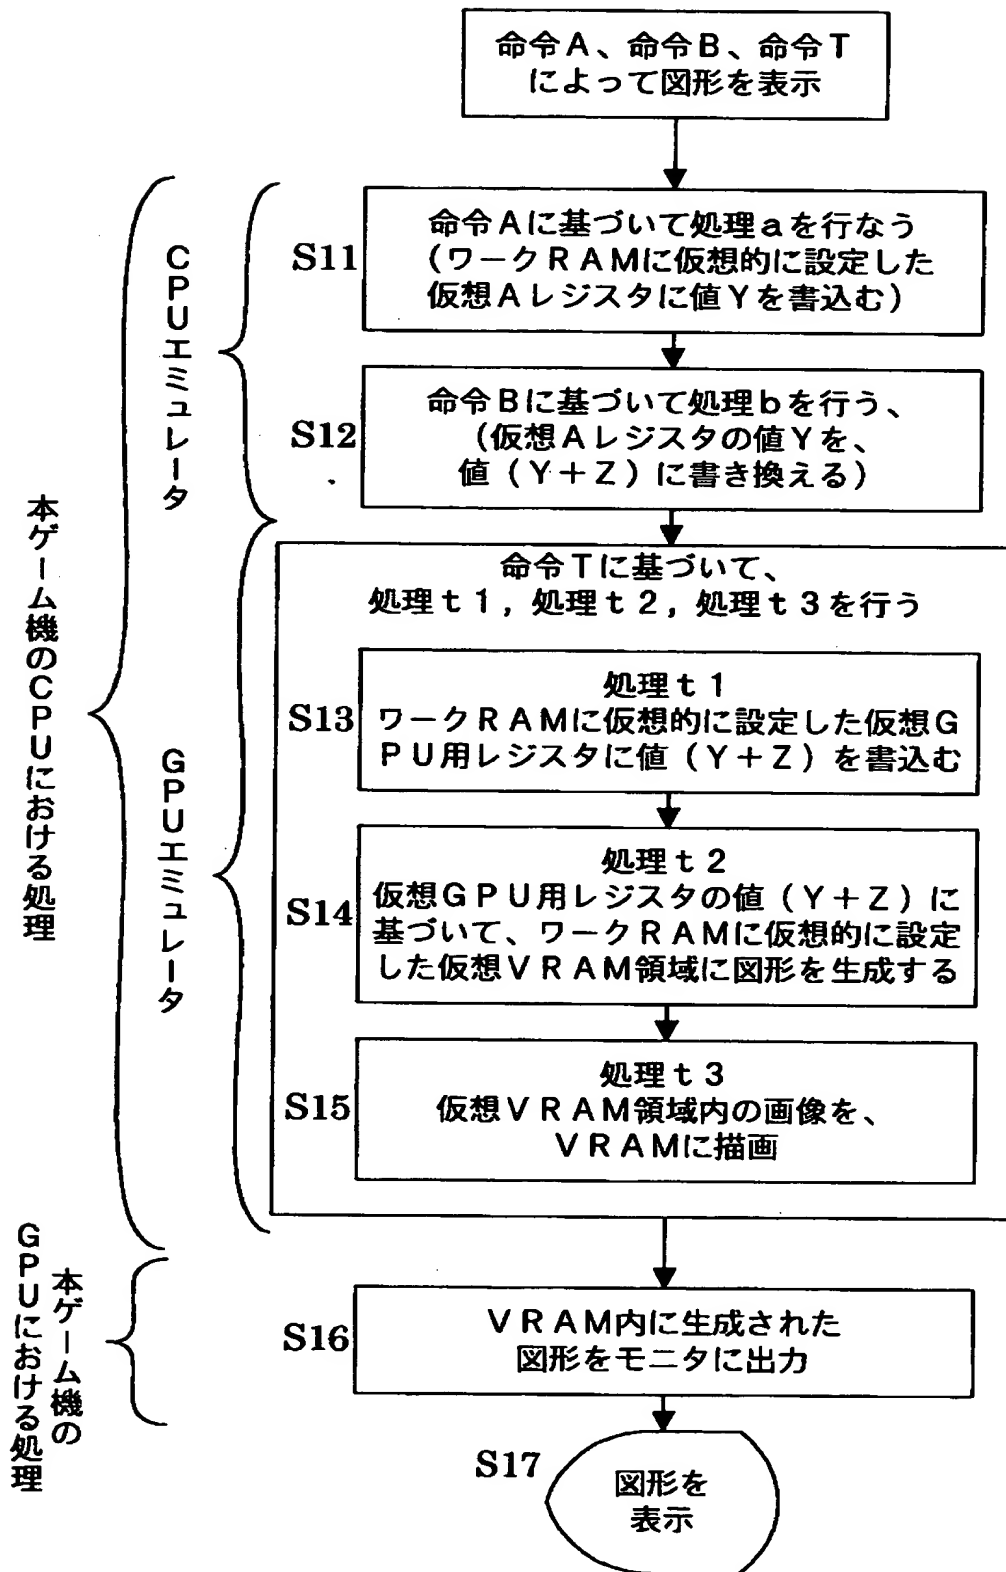 命令A、命令B、命令T
によって図形を表示
S11
命令Aに基づいて処理aを行なう
(ワークRAMに仮想的に設定した
仮想Aレジスタに値Yを書込む)
S12
命令Bに基づいて処理bを行う、
(仮想Aレジスタの値Yを、
値(Y+Z)に書き換える)
命令Tに基づいて、
処理t1,処理t2,処理t3を行う
S13
処理t1
ワークRAMに仮想的に設定した仮想G
PU用レジスタに値(Y+Z)を書込む
S14
処理t2
仮想GPU用レジスタの値(Y+Z)に
基づいて、ワークRAMに仮想的に設定
した仮想VRAM領域に図形を生成する
S15
処理t3
仮想VRAM領域内の画像を、
VRAMに描画
S16
VRAM内に生成された
図形をモニタに出力
S17
図形を
表示
CPUエミュレータ
GPUエミュレータ
本ゲーム機のCPUにおける処理
本ゲーム機の
GPUにおける処理